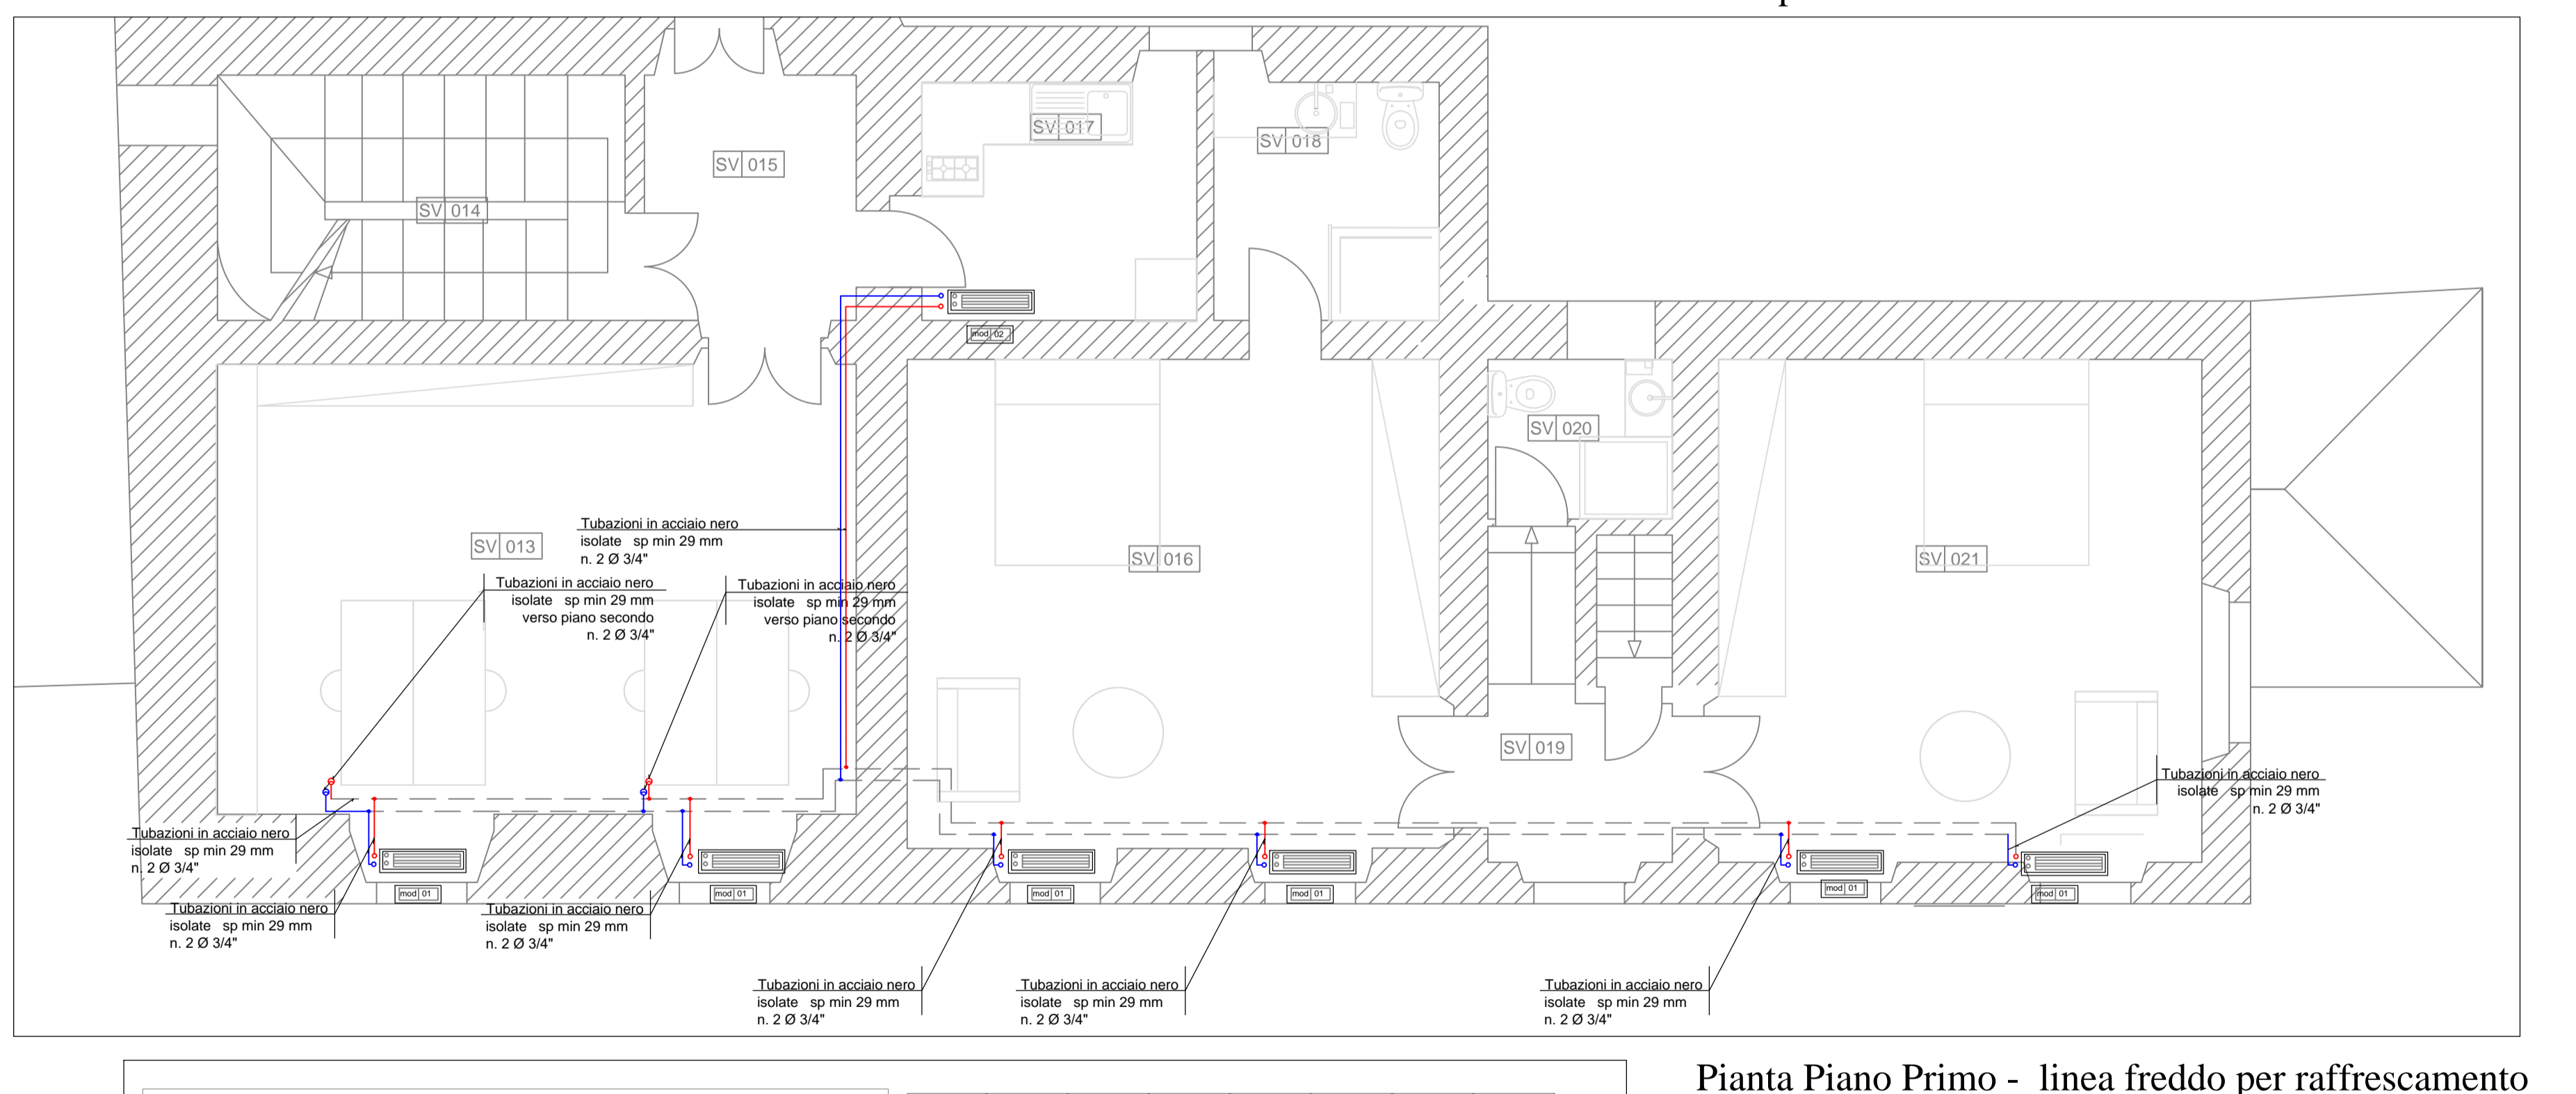 SV 017
SV 018
SV 015
SV 014
mod 02
SV 020
Tubazioni in acciaio nero
isolate sp min 29 mm
n. 2 Ø 3/4"
SV 013
SV 016
SV 021
Tubazioni in acciaio nero
isolate sp min 29 mm
verso piano secondo
n. 2 Ø 3/4"
Tubazioni in acciaio nero
isolate sp min 29 mm
verso piano secondo
n. 2 Ø 3/4"
SV 019
Tubazioni in acciaio nero
isolate sp min 29 mm
n. 2 Ø 3/4"
Tubazioni in acciaio nero
isolate sp min 29 mm
n. 2 Ø 3/4"
mod 01
mod 01
mod 01
mod 01
mod 01
mod 01
Tubazioni in acciaio nero
isolate sp min 29 mm
n. 2 Ø 3/4"
Tubazioni in acciaio nero
isolate sp min 29 mm
n. 2 Ø 3/4"
Tubazioni in acciaio nero
isolate sp min 29 mm
n. 2 Ø 3/4"
Tubazioni in acciaio nero
isolate sp min 29 mm
n. 2 Ø 3/4"
Tubazioni in acciaio nero
isolate sp min 29 mm
n. 2 Ø 3/4"
Pianta Piano Primo - linea freddo per raffrescamento